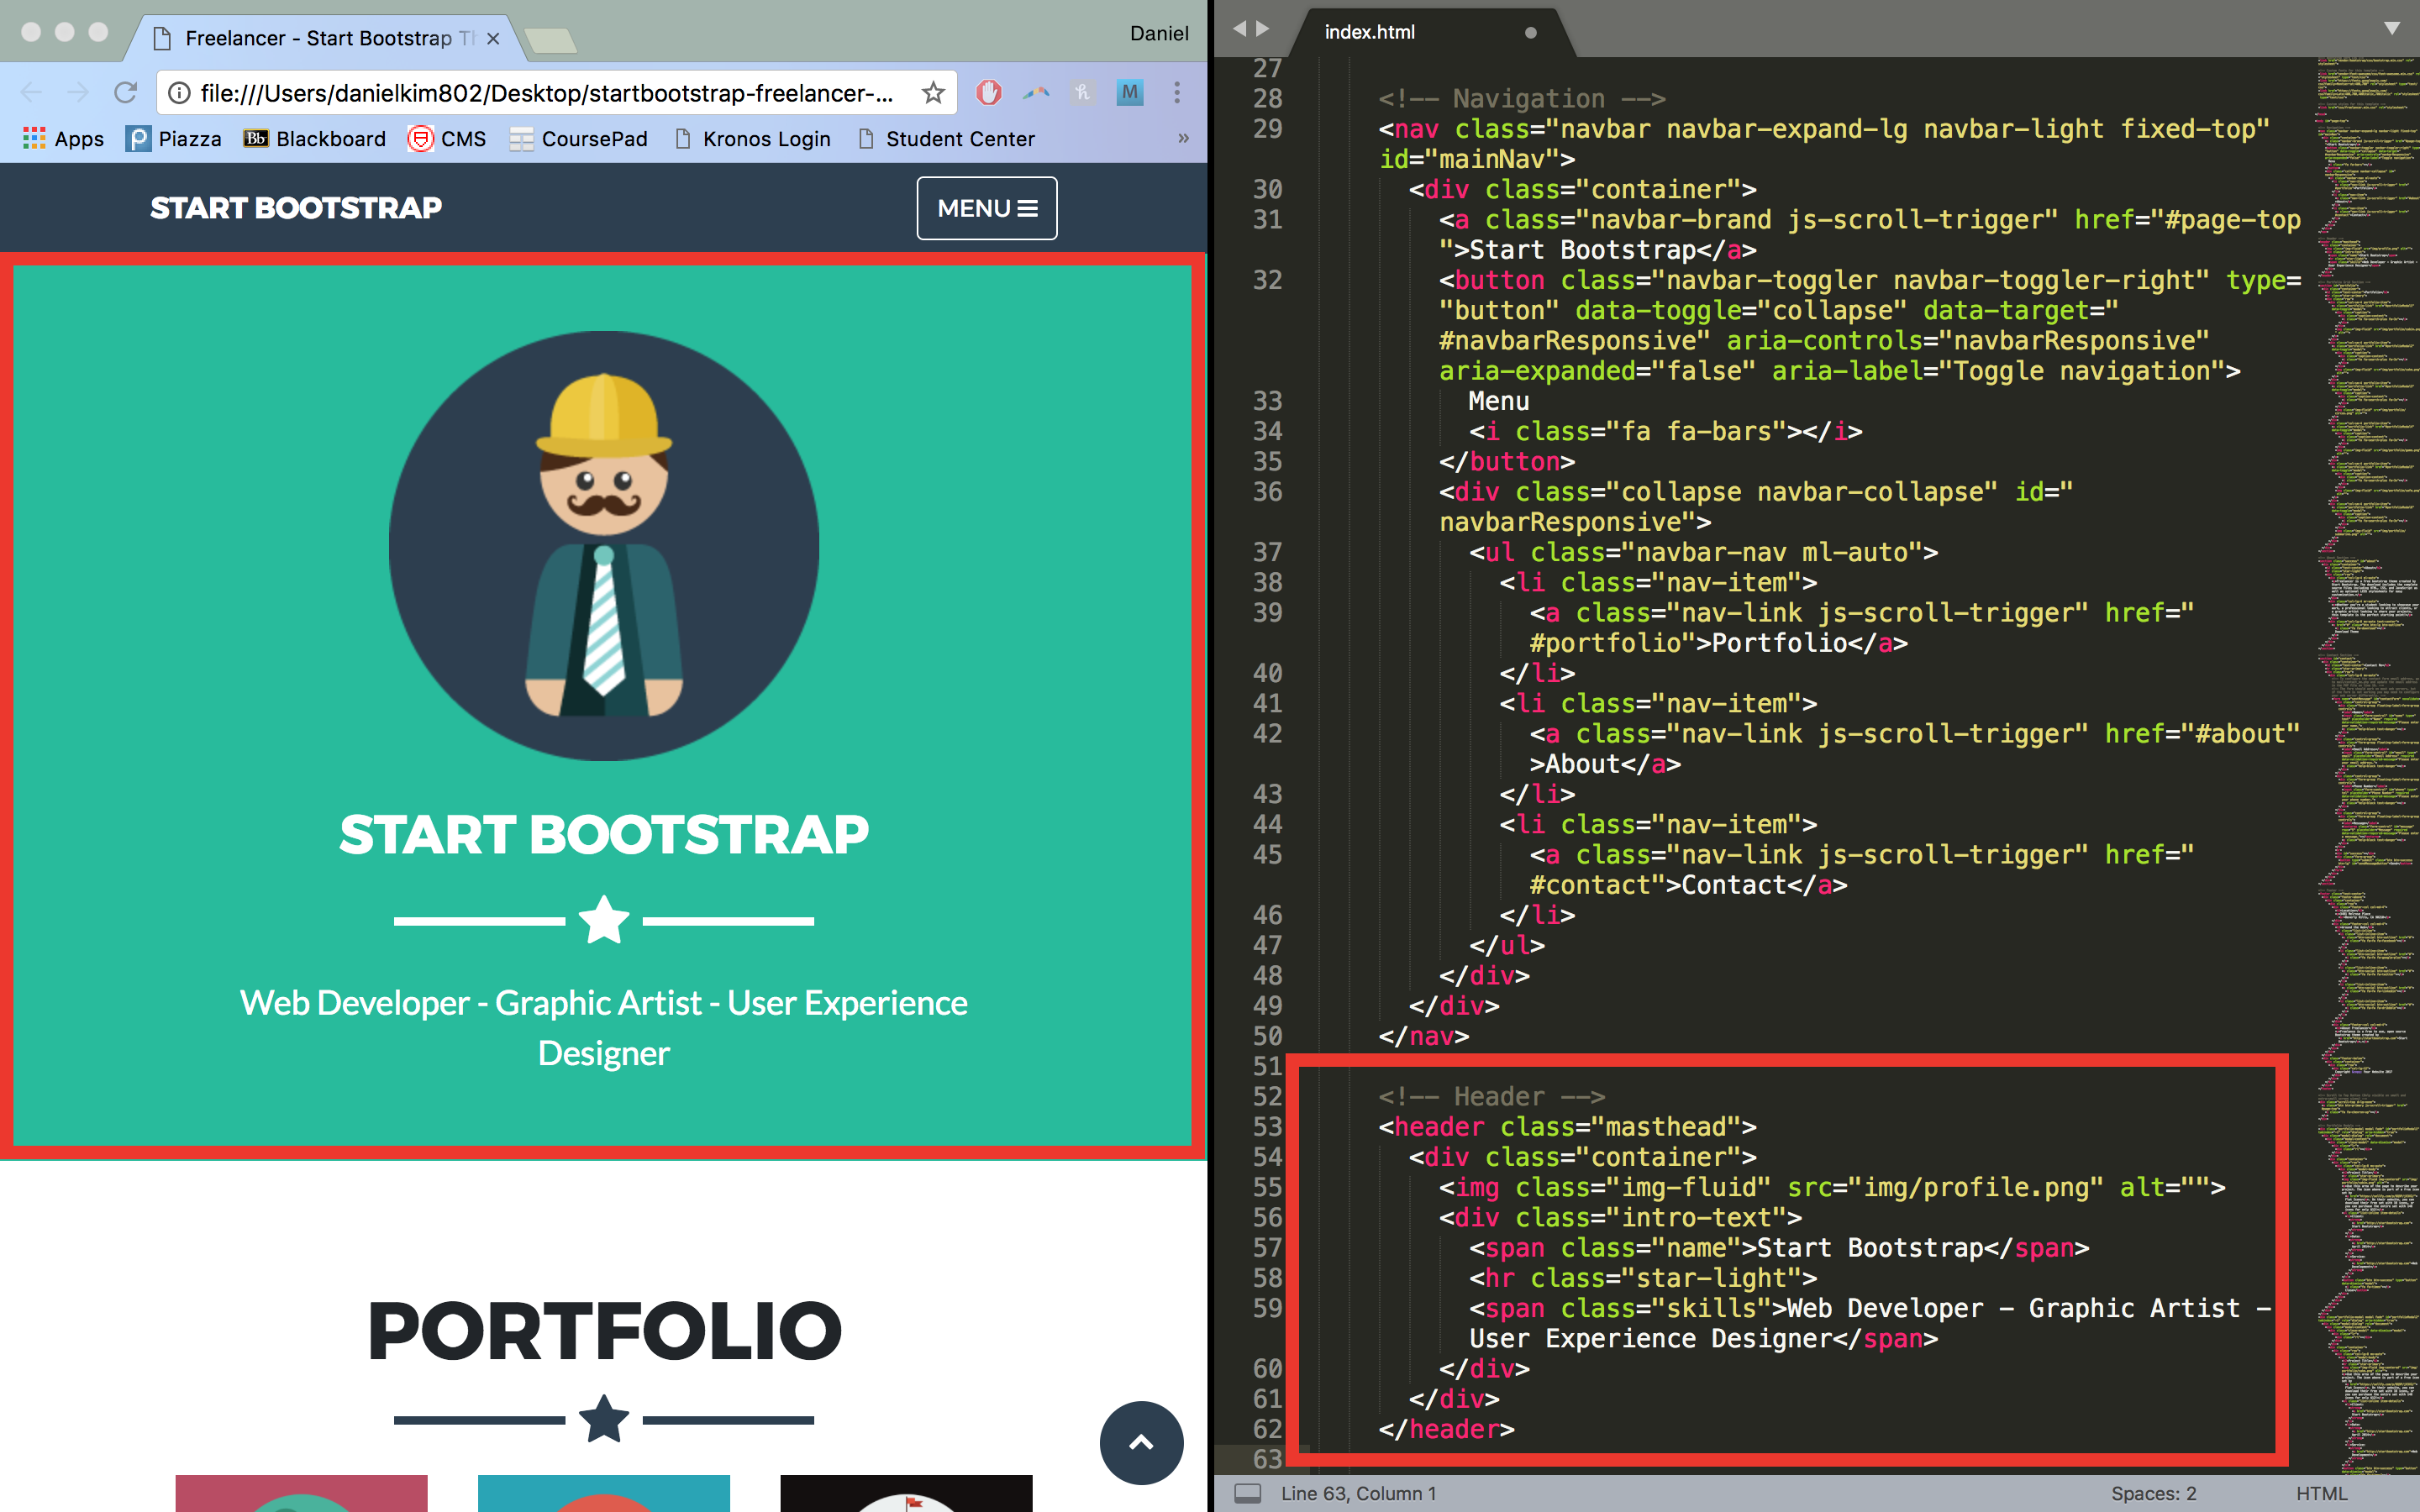 Freelancer - Start Bootstrap Th
Daniel
file:///Users/danielkim802/Desktop/startbootstrap-freelancer-...
M
Apps
Piazza
Bb Blackboard
CMS
CoursePad
Kronos Login
Student Center
»
START BOOTSTRAP
MENU
START BOOTSTRAP
Web Developer - Graphic Artist - User Experience
Designer
PORTFOLIO
index.html
27
28 <!-- Navigation -->
29 <nav class="navbar navbar-expand-lg navbar-light fixed-top"
id="mainNav">
30 <div class="container">
31 <a class="navbar-brand js-scroll-trigger" href="#page-top
">Start Bootstrap</a>
32 <button class="navbar-toggler navbar-toggler-right" type=
"button" data-toggle="collapse" data-target="
#navbarResponsive" aria-controls="navbarResponsive"
aria-expanded="false" aria-label="Toggle navigation">
33 Menu
34 <i class="fa fa-bars"></i>
35 </button>
36 <div class="collapse navbar-collapse" id="
navbarResponsive">
37 <ul class="navbar-nav ml-auto">
38 <li class="nav-item">
39 <a class="nav-link js-scroll-trigger" href="
#portfolio">Portfolio</a>
40 </li>
41 <li class="nav-item">
42 <a class="nav-link js-scroll-trigger" href="#about"
>About</a>
43 </li>
44 <li class="nav-item">
45 <a class="nav-link js-scroll-trigger" href="
#contact">Contact</a>
46 </li>
47 </ul>
48 </div>
49 </div>
50 </nav>
51
52 <!-- Header -->
53 <header class="masthead">
54 <div class="container">
55 <img class="img-fluid" src="img/profile.png" alt="">
56 <div class="intro-text">
57 <span class="name">Start Bootstrap</span>
58 <hr class="star-light">
59 <span class="skills">Web Developer - Graphic Artist -
User Experience Designer</span>
60 </div>
61 </div>
62 </header>
63
Line 63, Column 1
Spaces: 2
HTML